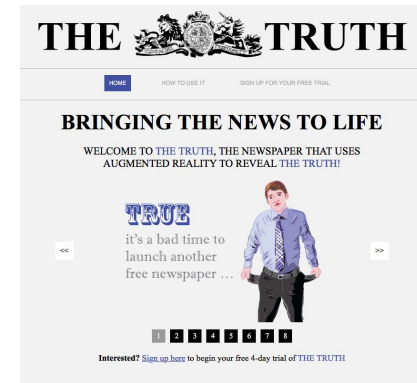 THE TRUTH
HOME HOW TO USE IT SIGN UP FOR YOUR FREE TRIAL
BRINGING THE NEWS TO LIFE
WELCOME TO THE TRUTH, THE NEWSPAPER THAT USES
AUGMENTED REALITY TO REVEAL THE TRUTH!
TRUE
it's a bad time to
launch another
free newspaper ...
<< >>
1 2 3 4 5 6 7 8
Interested? Sign up here to begin your free 4-day trial of THE TRUTH